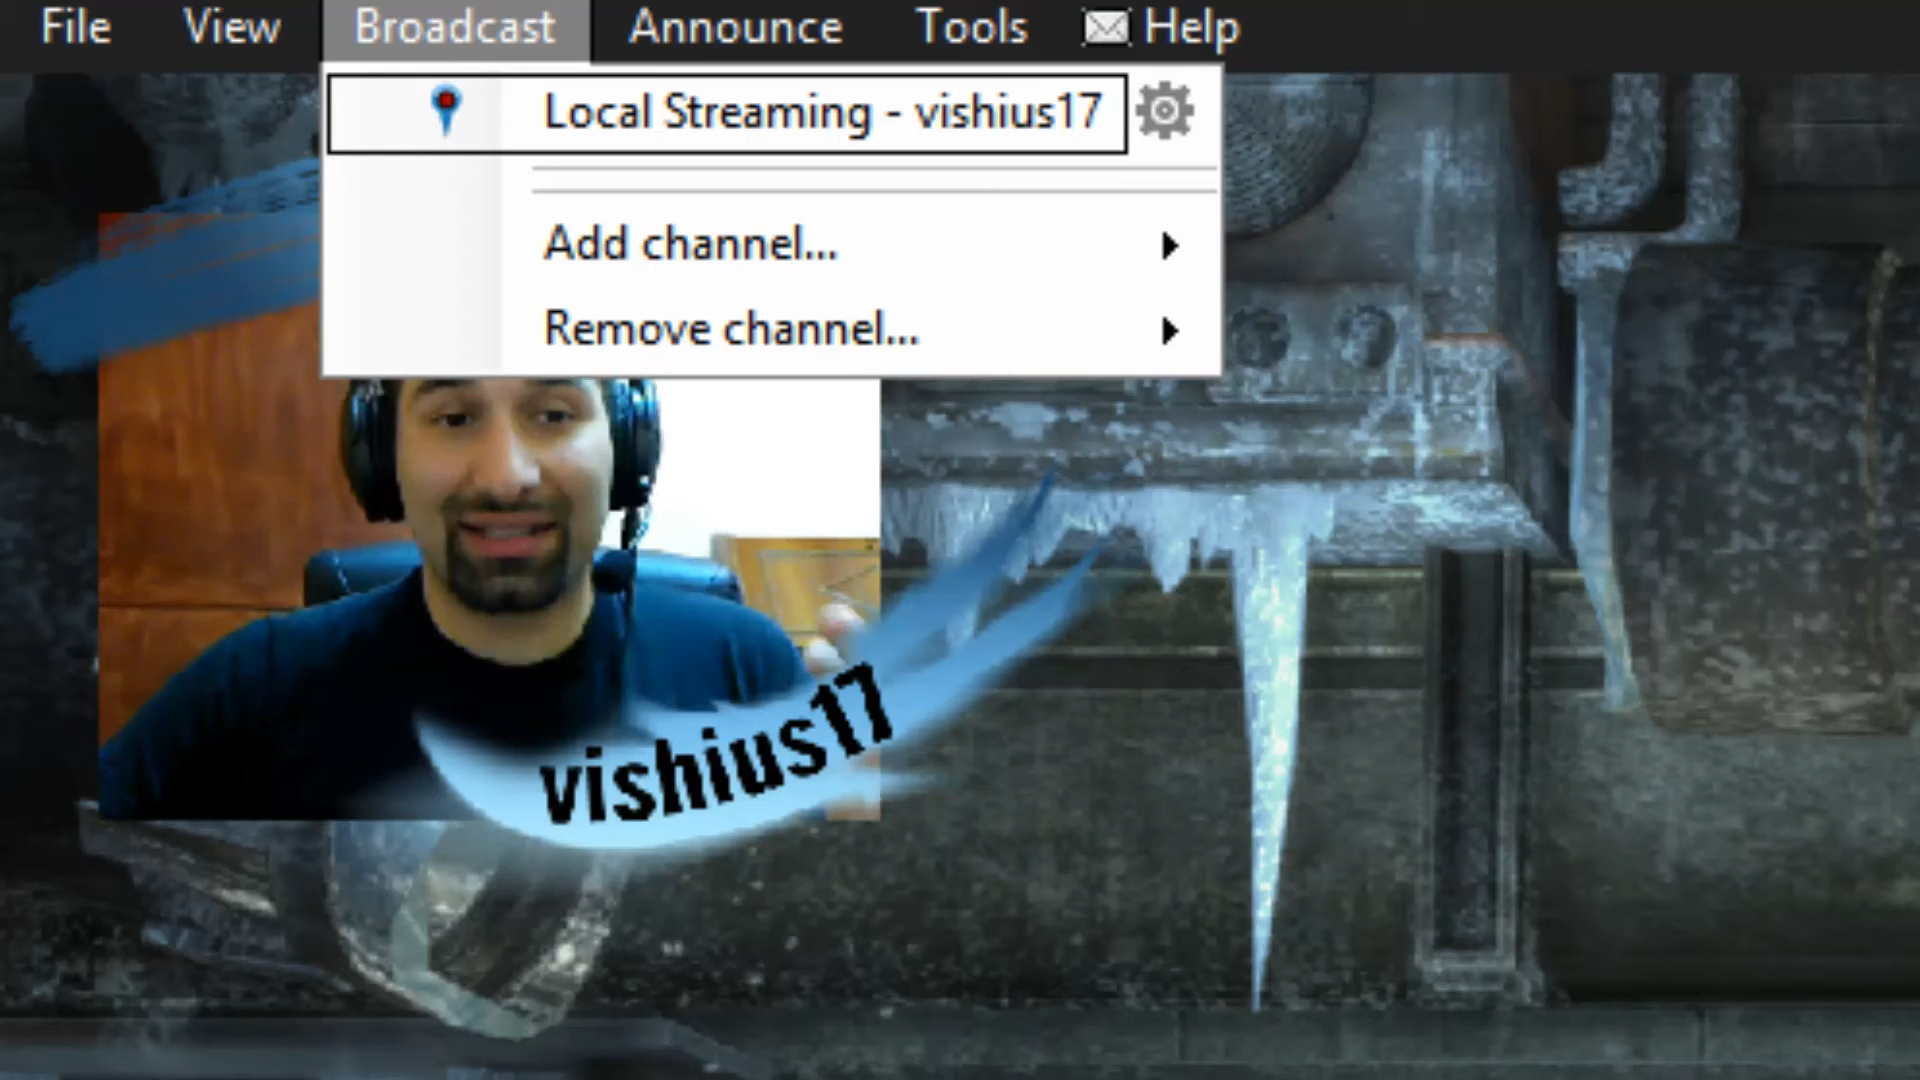 File View Broadcast Announce Tools Help
Local Streaming - vishius17
Add channel...
Remove channel...
vishius17